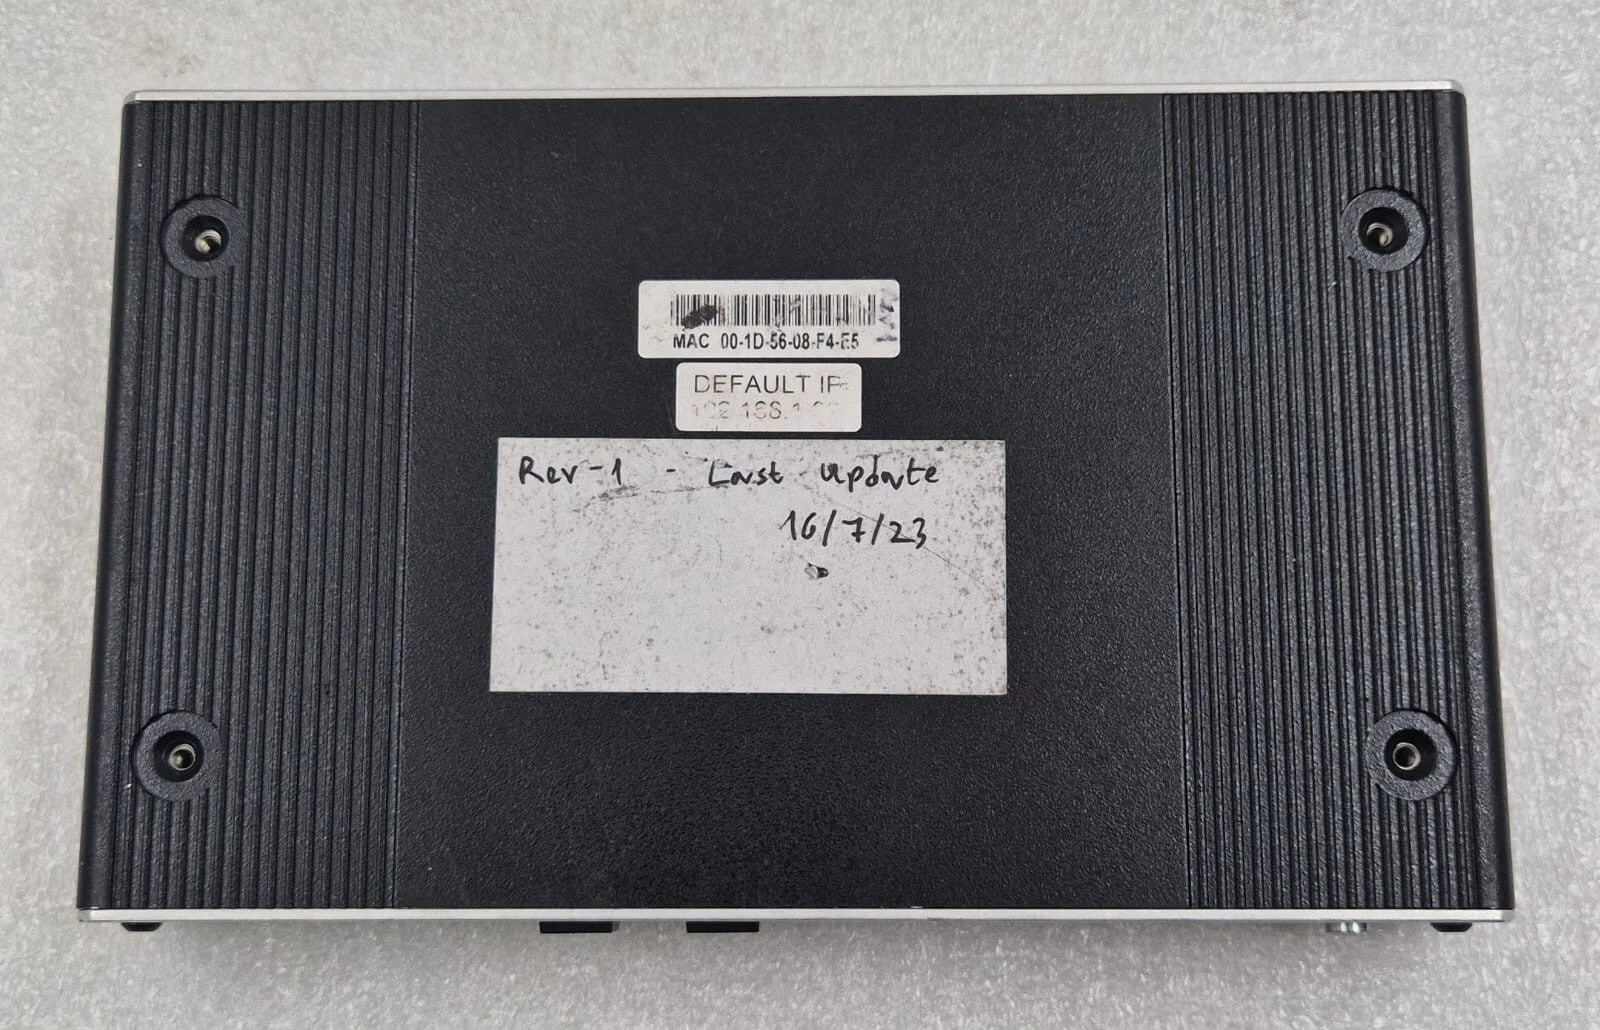 MAC 00-1D-56-08-F4-E5
DEFAULT IP
Rev-1 - Last update
16/7/23